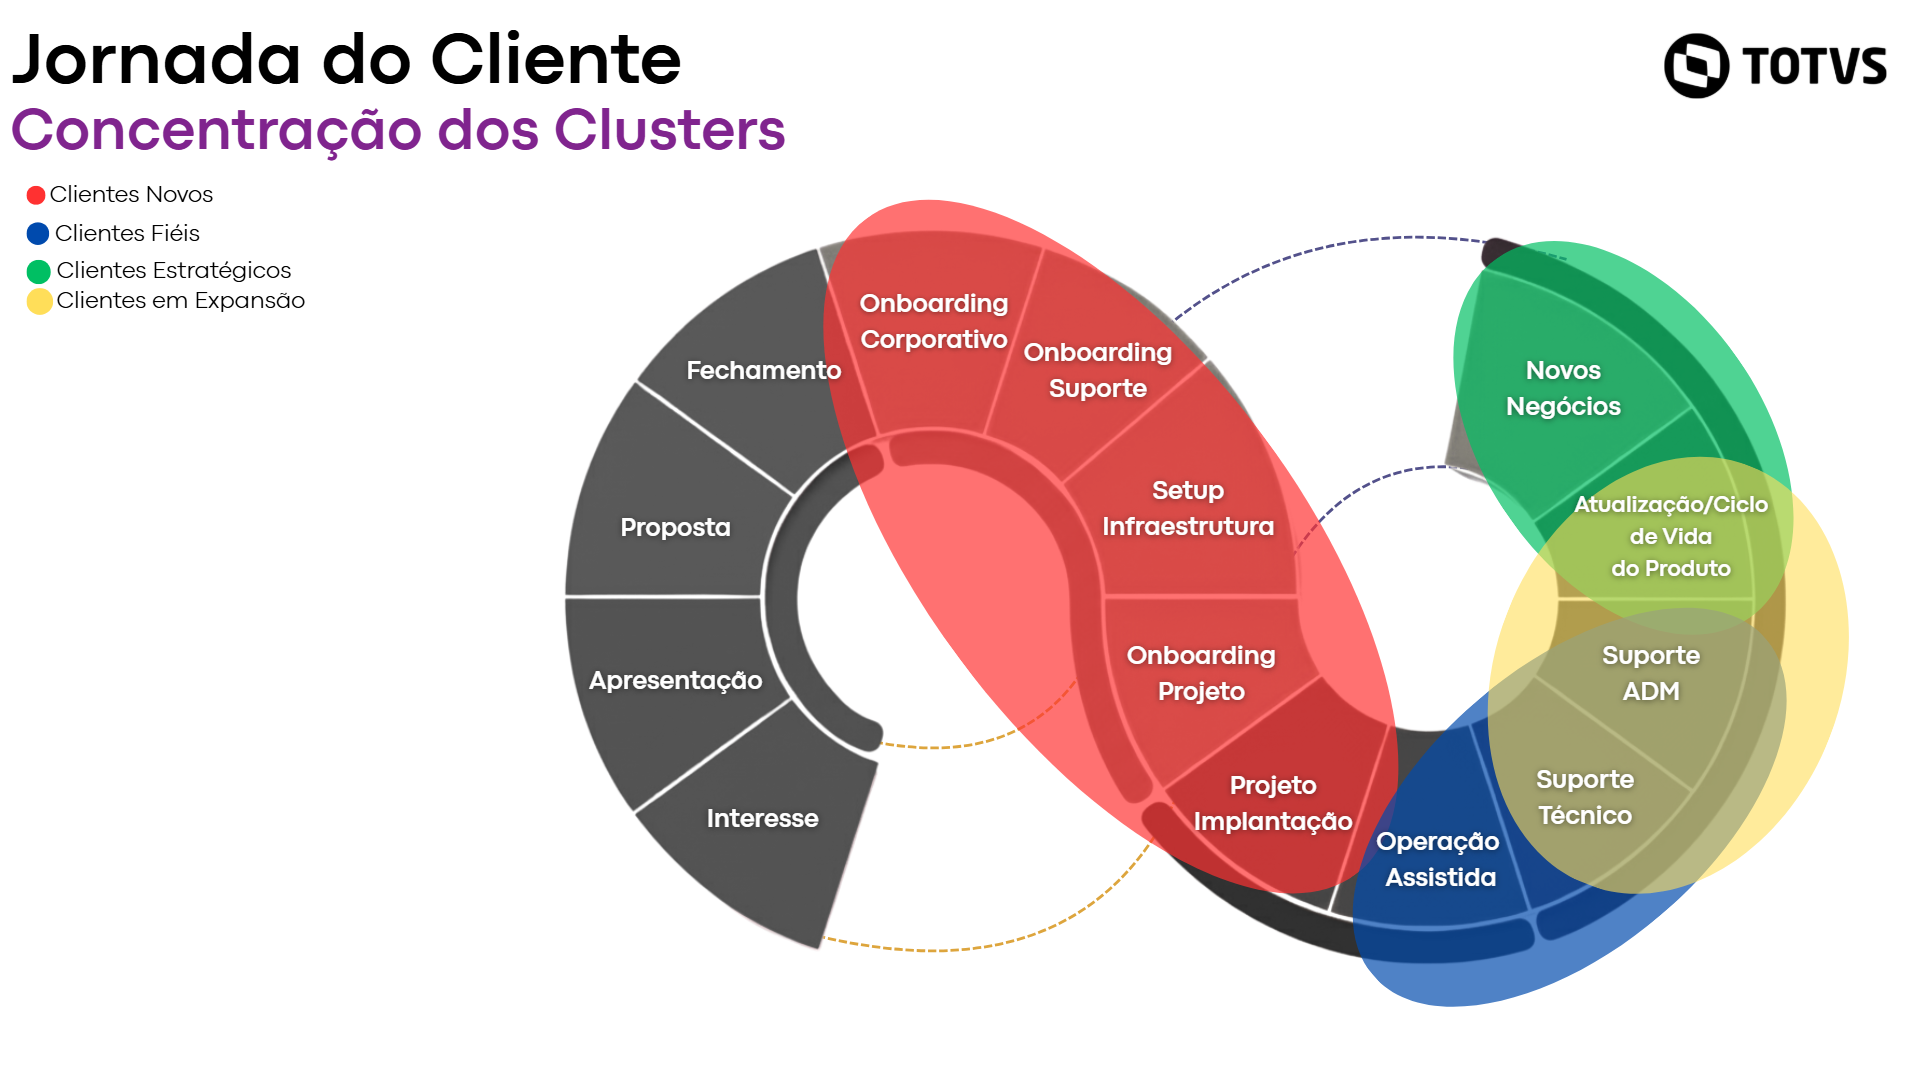 Jornada do Cliente
Concentração dos Clusters
TOTVS
Clientes Novos
Clientes Fiéis
Clientes Estratégicos
Clientes em Expansão
Interesse
Apresentação
Proposta
Fechamento
Onboarding
Corporativo
Onboarding
Suporte
Setup
Infraestrutura
Onboarding
Projeto
Projeto
Implantação
Operação
Assistida
Suporte
Técnico
Suporte
ADM
Atualização/Ciclo
de Vida
do Produto
Novos
Negócios